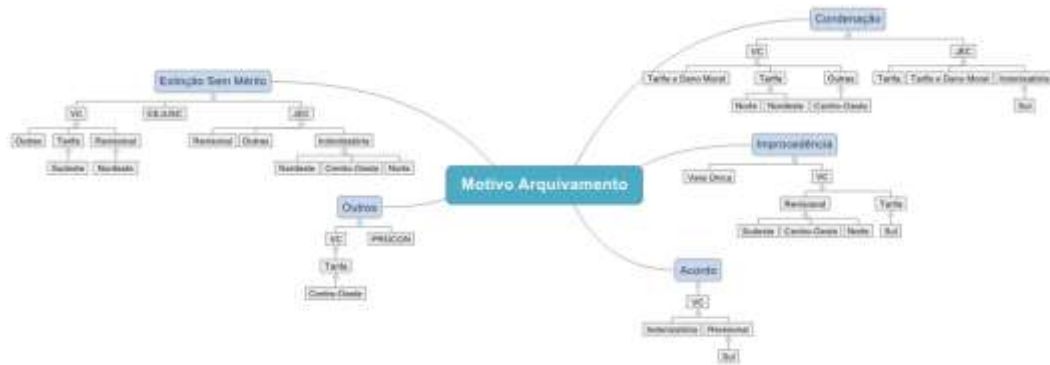 Motivo Arquivamento
Condenação
VC
JEC
Tarifa e Dano Moral
Tarifa
Outras
Tarifa
Tarifa e Dano Moral
Indenizatória
Norte
Nordeste
Centro-Oeste
Sul
Improcedência
Vara Única
VC
Revisional
Tarifa
Sudeste
Centro-Oeste
Norte
Sul
Acordo
VC
Indenizatória
Revisional
Sul
Extinção Sem Mérito
VC
JEC
Outras
Tarifa
Revisional
Revisional
Outras
Indenizatória
Sudeste
Nordeste
Nordeste
Centro-Oeste
Norte
Outros
VC
PROCON
Tarifa
Centro-Oeste